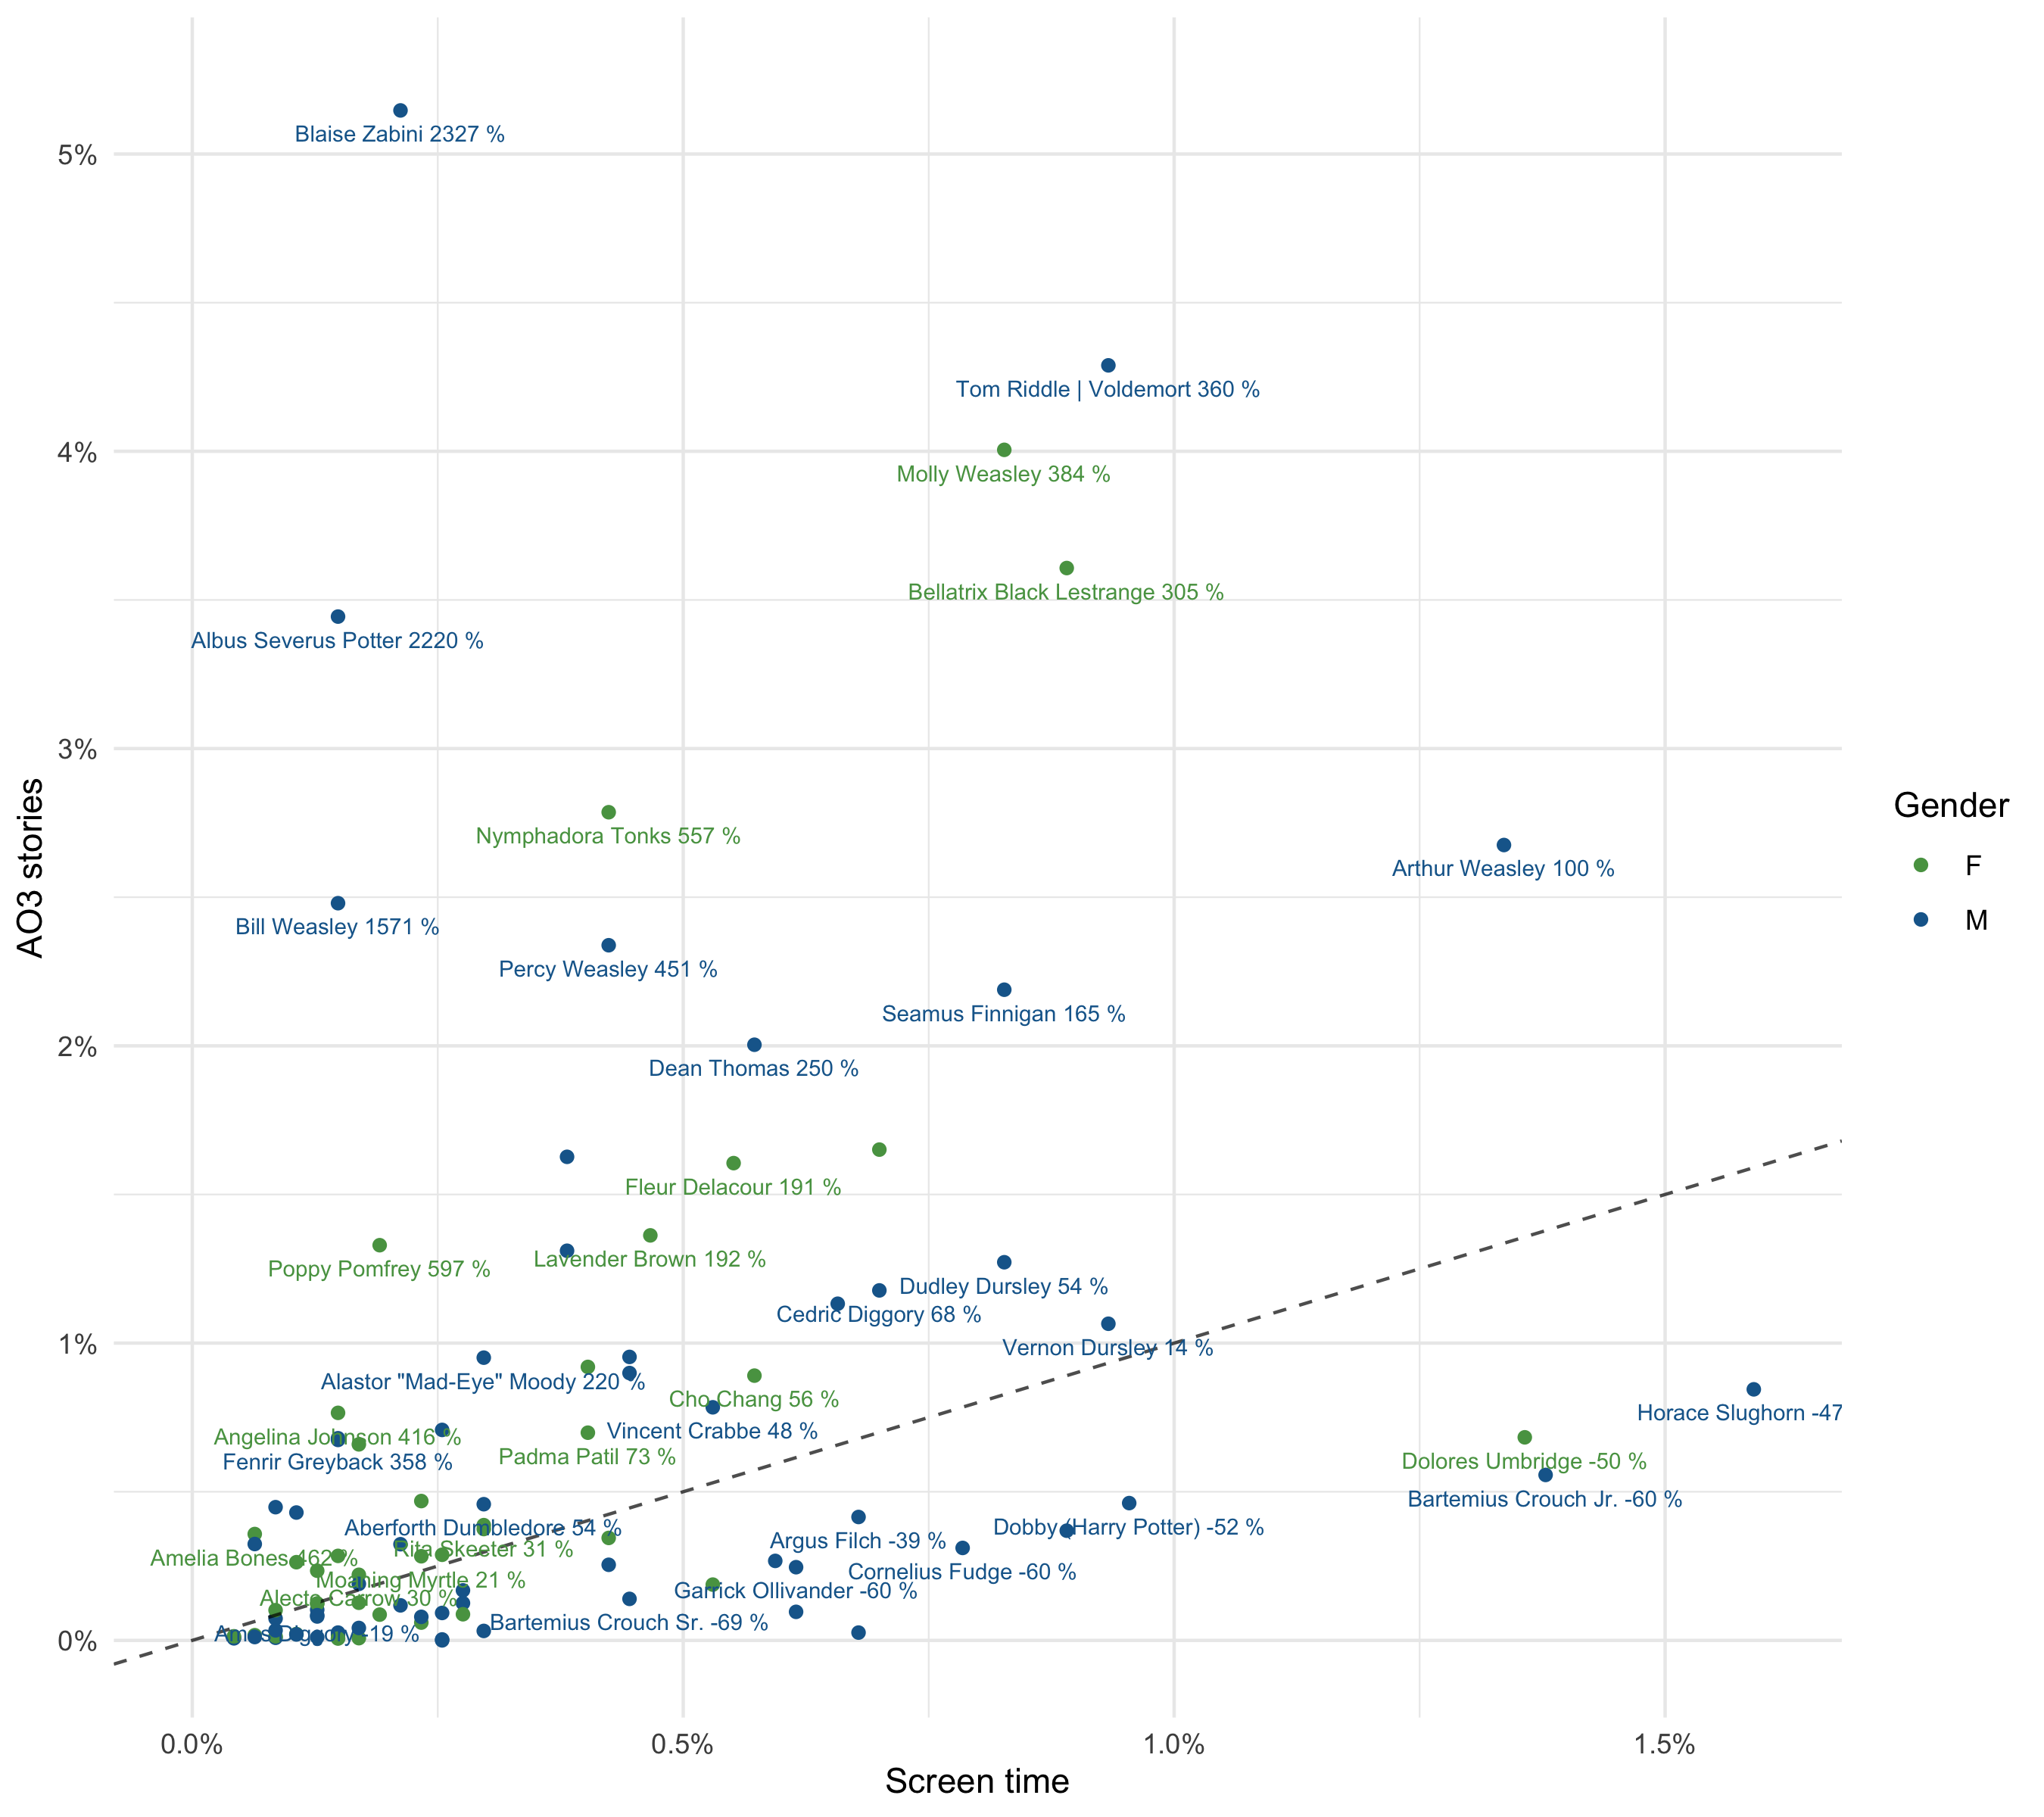 Blaise Zabini 2327 %
5%
Tom Riddle | Voldemort 360 %
4%
Molly Weasley 384 %
Bellatrix Black Lestrange 305 %
Albus Severus Potter 2220 %
3%
Nymphadora Tonks 557 %
Arthur Weasley 100 %
Bill Weasley 1571 %
Percy Weasley 451 %
Seamus Finnigan 165 %
2%
Dean Thomas 250 %
Fleur Delacour 191 %
Lavender Brown 192 %
Poppy Pomfrey 597 %
Dudley Dursley 54 %
Cedric Diggory 68 %
1%
Vernon Dursley 14 %
Alastor "Mad-Eye" Moody 220 %
Cho Chang 56 %
Horace Slughorn -47
Vincent Crabbe 48 %
Angelina Johnson 416 %
Padma Patil 73 %
Fenrir Greyback 358 %
Dolores Umbridge -50 %
Bartemius Crouch Jr. -60 %
Aberforth Dumbledore 54 %
Dobby (Harry Potter) -52 %
Argus Filch -39 %
Rita Skeeter 31 %
Amelia Bones 462 %
Cornelius Fudge -60 %
Moaning Myrtle 21 %
Garrick Ollivander -60 %
Alecto Carrow 30 %
Bartemius Crouch Sr. -69 %
Amos Diggory -19 %
0%
0.0%
0.5%
1.0%
1.5%
Screen time
AO3 stories
Gender
F
M